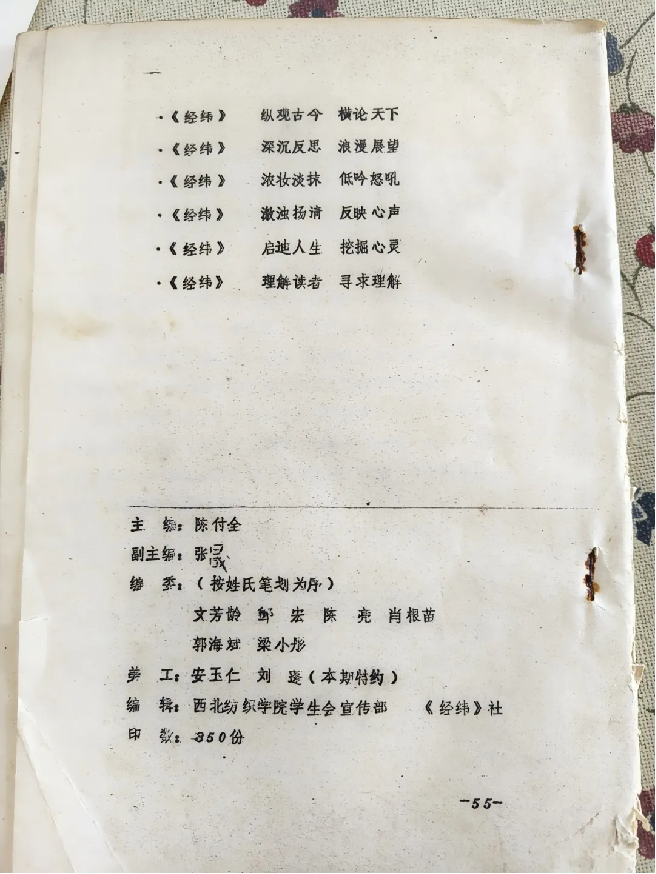 ·《经纬》 纵观古今 横论天下
·《经纬》 深沉反思 浪漫展望
·《经纬》 浓妆淡抹 低吟怒吼
·《经纬》 激浊扬清 反映心声
·《经纬》 启迪人生 挖掘心灵
·《经纬》 理解读者 寻求理解
主 编：陈付全
副主编：张
编 委：（按姓氏笔划为序）
文芳龄 邹 宏 陈 亮 肖根苗
郭海斌 梁小彤
美 工：安玉仁 刘 （本期特约）
编 辑：西北纺织学院学生会宣传部 《经纬》社
印 数：350份
-55-